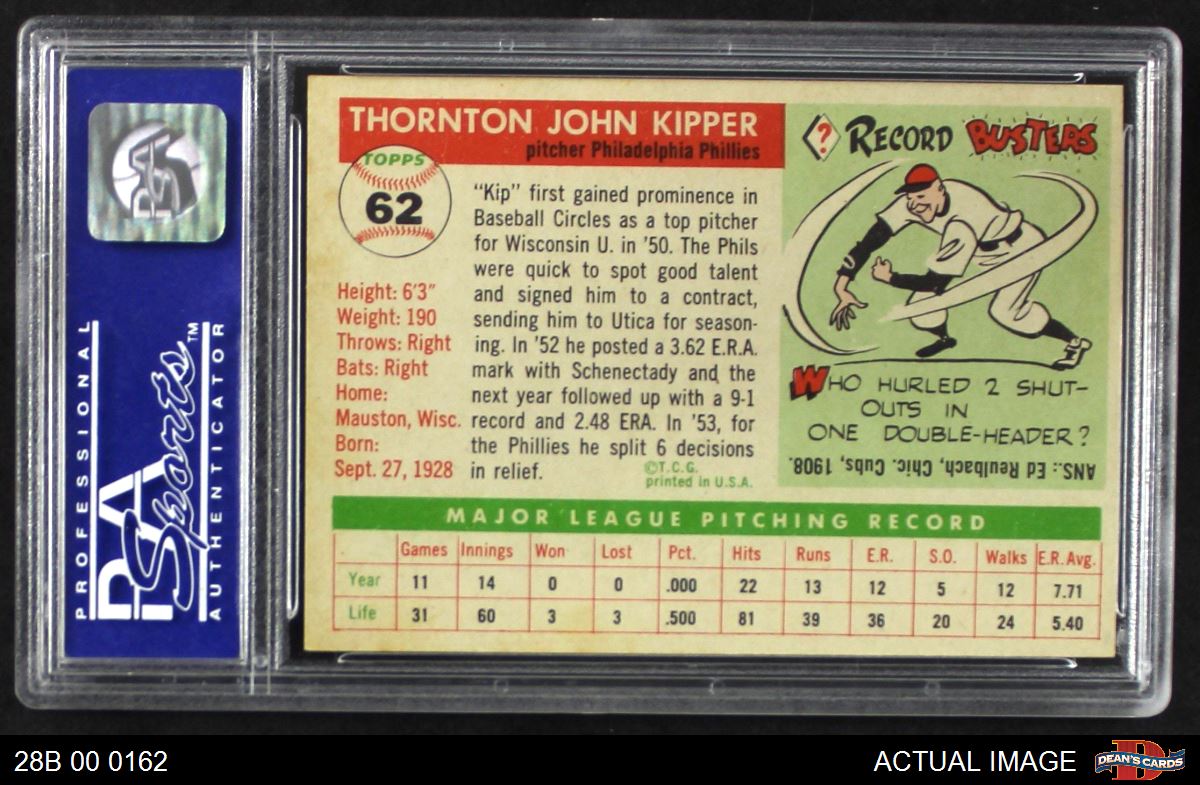 THORNTON JOHN KIPPER
pitcher Philadelphia Phillies
TOPPS
62
"Kip" first gained prominence in
Baseball Circles as a top pitcher
for Wisconsin U. in '50. The Phils
were quick to spot good talent
and signed him to a contract,
sending him to Utica for season-
ing. In '52 he posted a 3.62 E.R.A.
mark with Schenectady and the
next year followed up with a 9-1
record and 2.48 ERA. In '53, for
the Phillies he split 6 decisions
in relief.
©T.C.G.
printed in U.S.A.
Height: 6'3"
Weight: 190
Throws: Right
Bats: Right
Home:
Mauston, Wisc.
Born:
Sept. 27, 1928
? RECORD BUSTERS
WHO HURLED 2 SHUT-
OUTS IN
ONE DOUBLE-HEADER?
ANS.: Ed Reulbach, Chic. Cubs, 1908.
MAJOR LEAGUE PITCHING RECORD
Games Innings Won Lost Pct. Hits Runs E.R. S.O. Walks E.R. Avg.
Year 11 14 0 0 .000 22 13 12 5 12 7.71
Life 31 60 3 3 .500 81 39 36 20 24 5.40
PSA
PROFESSIONAL
PSA
Sports™
AUTHENTICATOR
28B 00 0162
ACTUAL IMAGE
D
DEAN'S CARDS